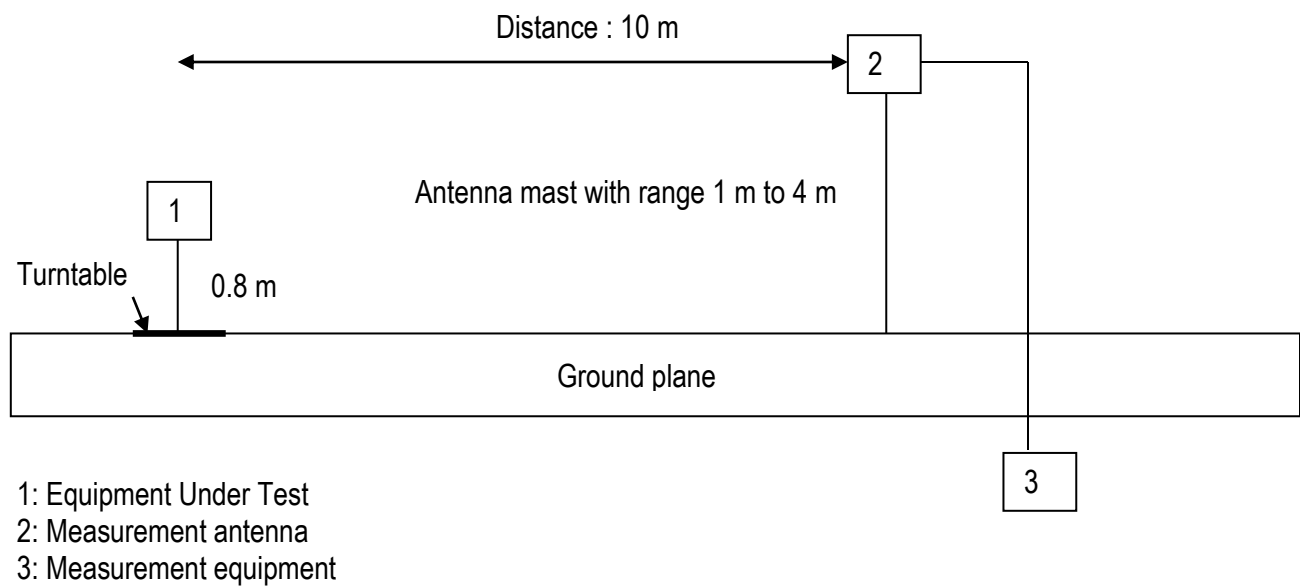 Distance : 10 m
2
Antenna mast with range 1 m to 4 m
1
Turntable
0.8 m
Ground plane
3
1: Equipment Under Test
2: Measurement antenna
3: Measurement equipment